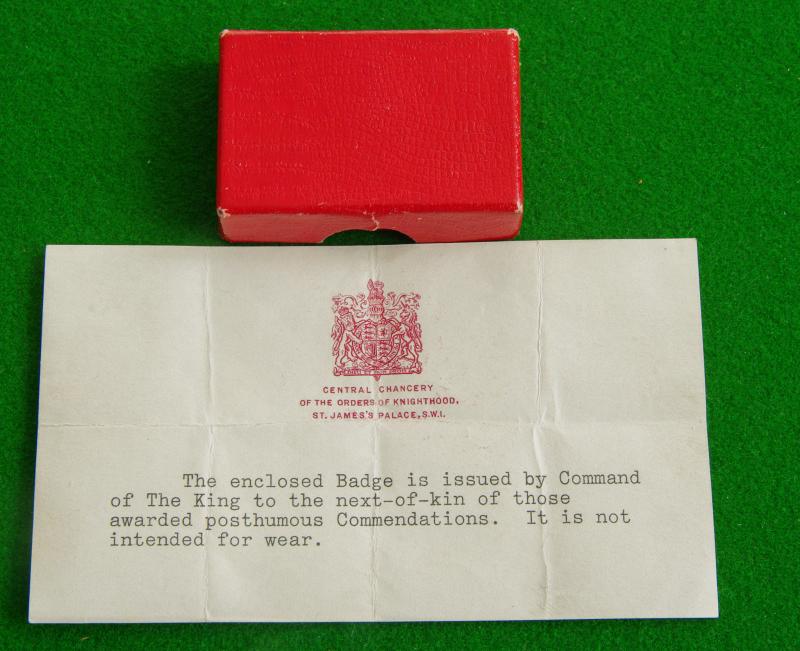 CENTRAL CHANCERY
OF THE ORDERS OF KNIGHTHOOD,
ST. JAMES'S PALACE, S.W.1.
The enclosed Badge is issued by Command
of The King to the next-of-kin of those
awarded posthumous Commendations. It is not
intended for wear.